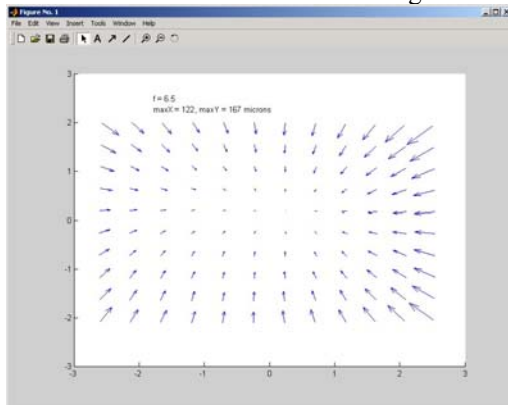 Figure No. 1
File Edit View Insert Tools Window Help
A
f = 6.5
maxX = 122, maxY = 167 microns
3
2
1
0
-1
-2
-3
-3 -2 -1 0 1 2 3